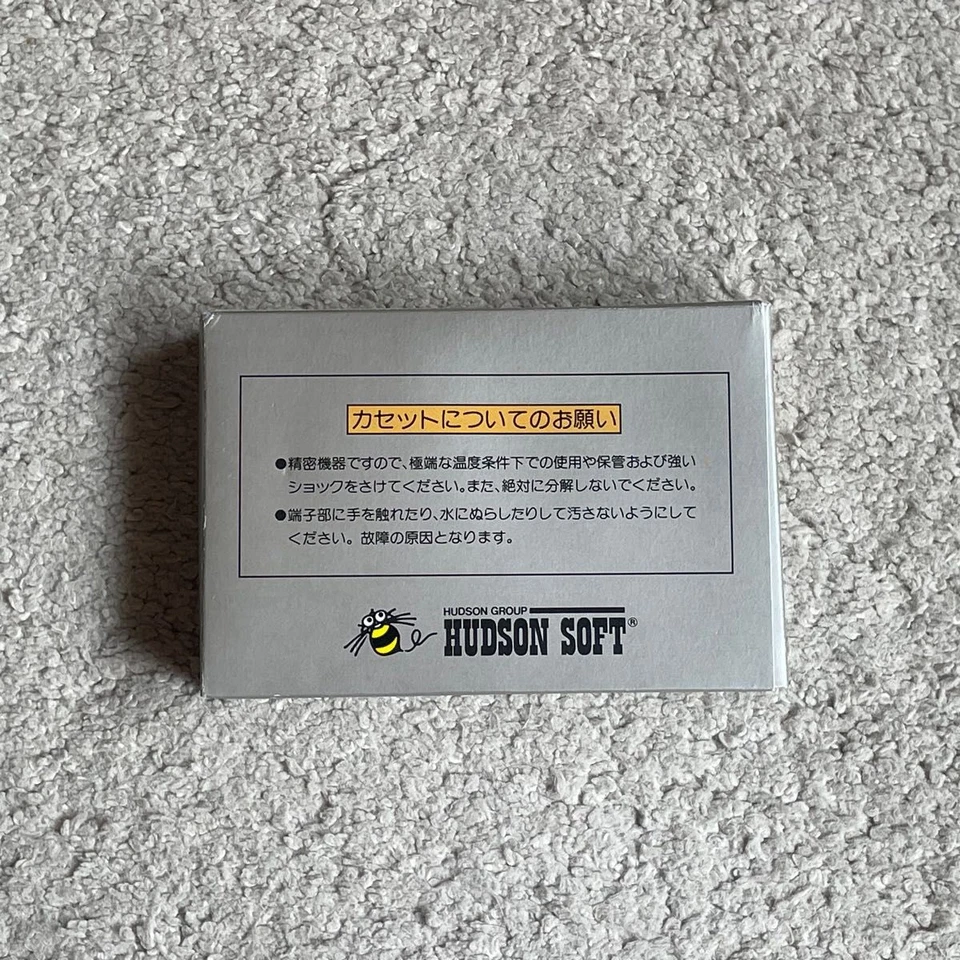 カセットについてのお願い
●精密機器ですので、極端な温度条件下での使用や保管および強い
ショックをさけてください。また、絶対に分解しないでください。
●端子部に手を触れたり、水にぬらしたりして汚さないようにして
ください。故障の原因となります。
HUDSON GROUP
HUDSON SOFT®